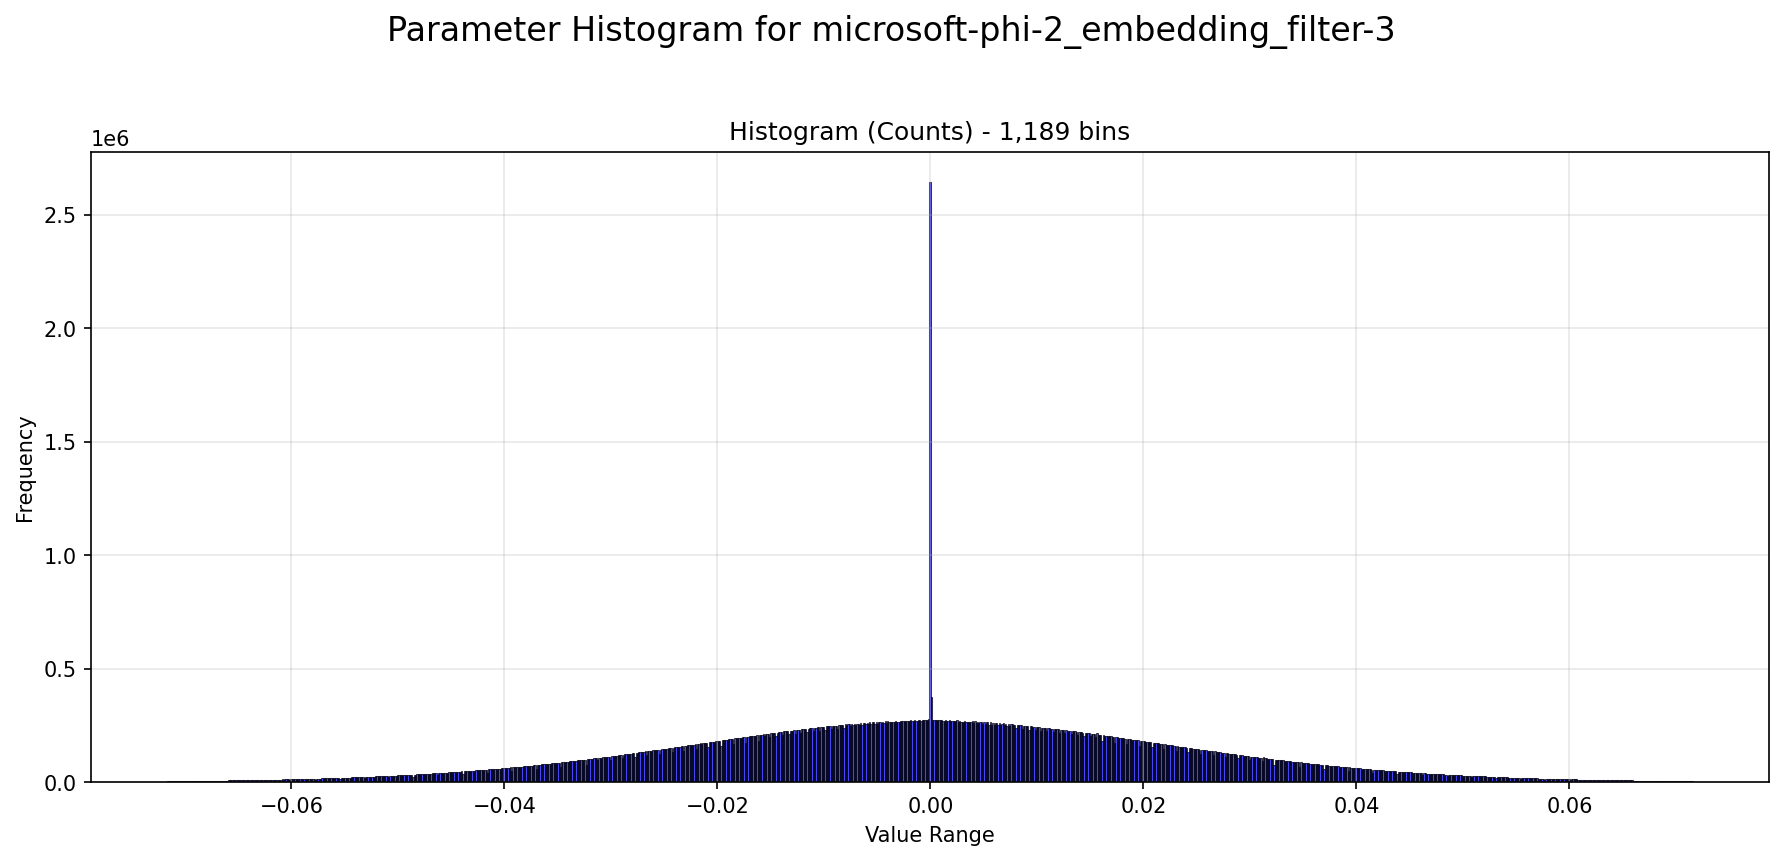 Parameter Histogram for microsoft-phi-2_embedding_filter-3
Histogram (Counts) - 1,189 bins
1e6
2.5
2.0
1.5
1.0
0.5
0.0
Frequency
−0.06 −0.04 −0.02 0.00 0.02 0.04 0.06
Value Range